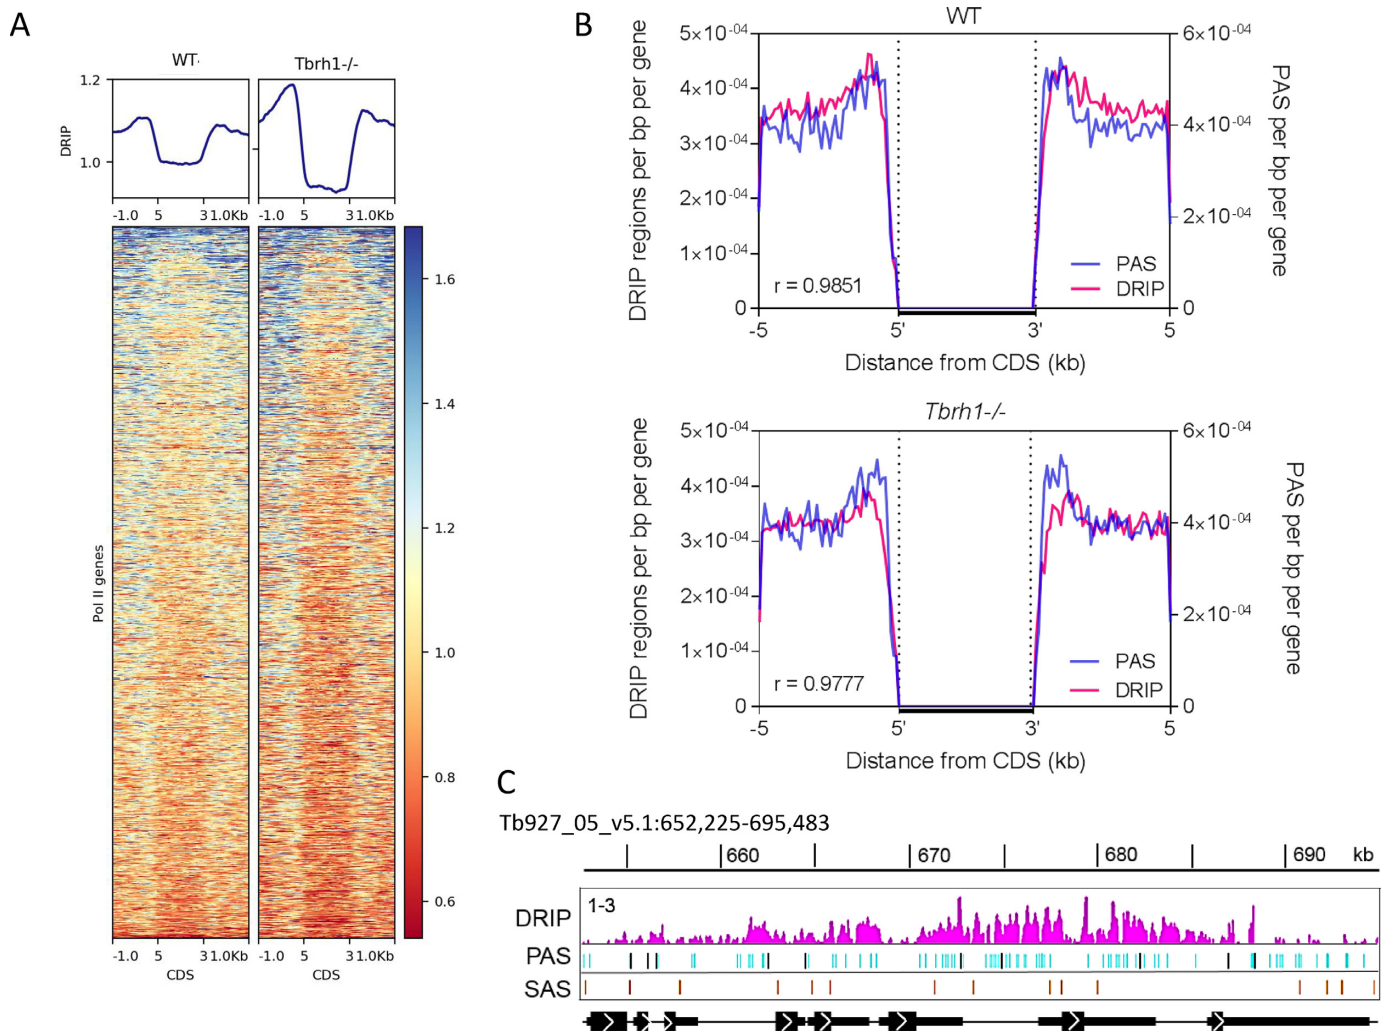 A
WT
Tbrh1-/-
1.2
DRIP
1.0
-1.0 5 31.0Kb
-1.0 5 31.0Kb
1.6
1.4
1.2
1.0
0.8
0.6
Pol II genes
-1.0 5 31.0Kb
CDS
-1.0 5 31.0Kb
CDS
B
WT
DRIP regions per bp per gene
5×10⁻⁰⁴
4×10⁻⁰⁴
3×10⁻⁰⁴
2×10⁻⁰⁴
1×10⁻⁰⁴
0
6×10⁻⁰⁴
4×10⁻⁰⁴
2×10⁻⁰⁴
0
PAS per bp per gene
PAS
DRIP
r = 0.9851
-5 5' 3' 5
Distance from CDS (kb)
Tbrh1-/-
DRIP regions per bp per gene
5×10⁻⁰⁴
4×10⁻⁰⁴
3×10⁻⁰⁴
2×10⁻⁰⁴
1×10⁻⁰⁴
0
6×10⁻⁰⁴
4×10⁻⁰⁴
2×10⁻⁰⁴
0
PAS per bp per gene
PAS
DRIP
r = 0.9777
-5 5' 3' 5
Distance from CDS (kb)
C
Tb927_05_v5.1:652,225-695,483
660 670 680 690 kb
1-3
DRIP
PAS
SAS